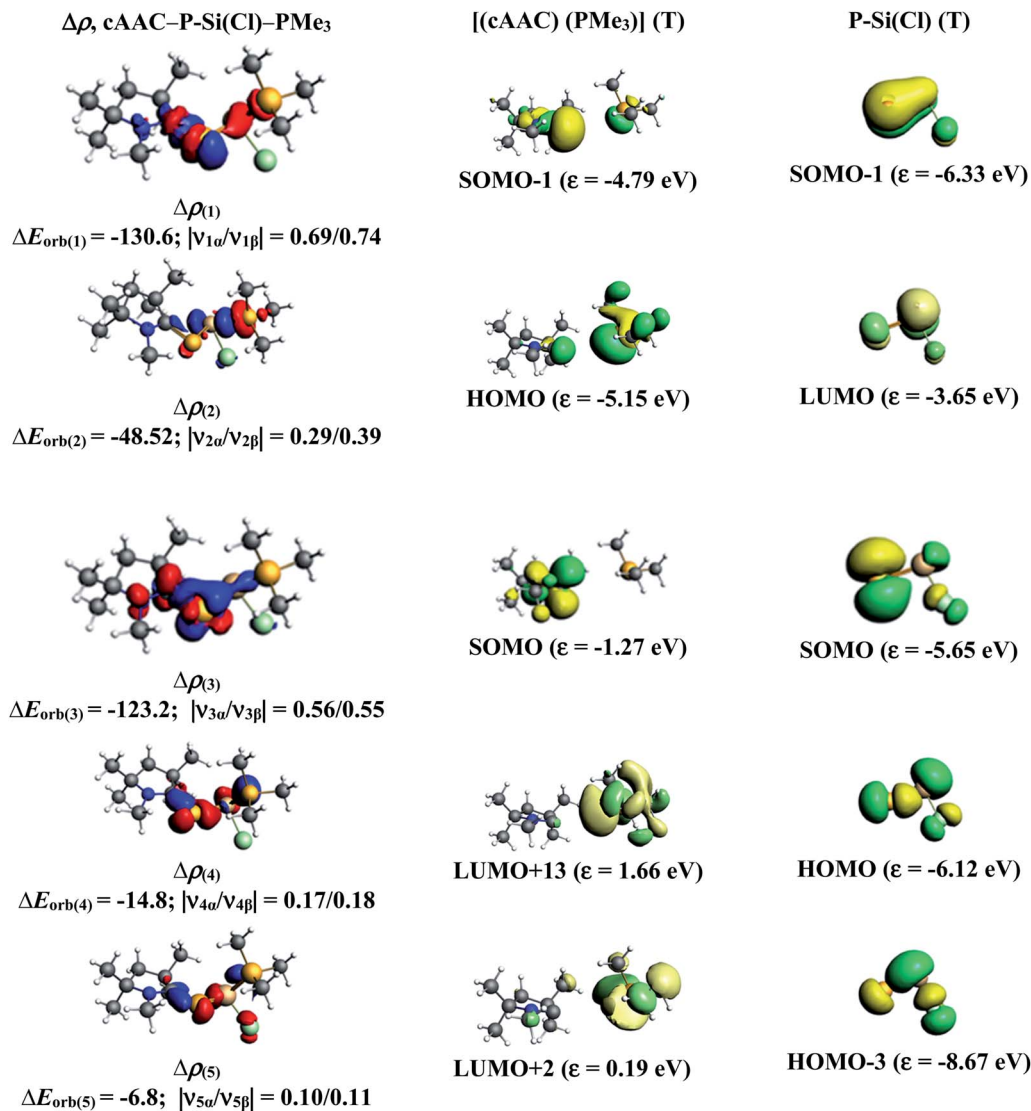 Δρ, cAAC–P-Si(Cl)–PMe₃ [(cAAC) (PMe₃)] (T) P-Si(Cl) (T)
SOMO-1 (ε = -4.79 eV) SOMO-1 (ε = -6.33 eV)
Δρ₍₁₎
ΔE_orb(1) = -130.6; |ν₁α/ν₁β| = 0.69/0.74
HOMO (ε = -5.15 eV) LUMO (ε = -3.65 eV)
Δρ₍₂₎
ΔE_orb(2) = -48.52; |ν₂α/ν₂β| = 0.29/0.39
SOMO (ε = -1.27 eV) SOMO (ε = -5.65 eV)
Δρ₍₃₎
ΔE_orb(3) = -123.2; |ν₃α/ν₃β| = 0.56/0.55
LUMO+13 (ε = 1.66 eV) HOMO (ε = -6.12 eV)
Δρ₍₄₎
ΔE_orb(4) = -14.8; |ν₄α/ν₄β| = 0.17/0.18
LUMO+2 (ε = 0.19 eV) HOMO-3 (ε = -8.67 eV)
Δρ₍₅₎
ΔE_orb(5) = -6.8; |ν₅α/ν₅β| = 0.10/0.11